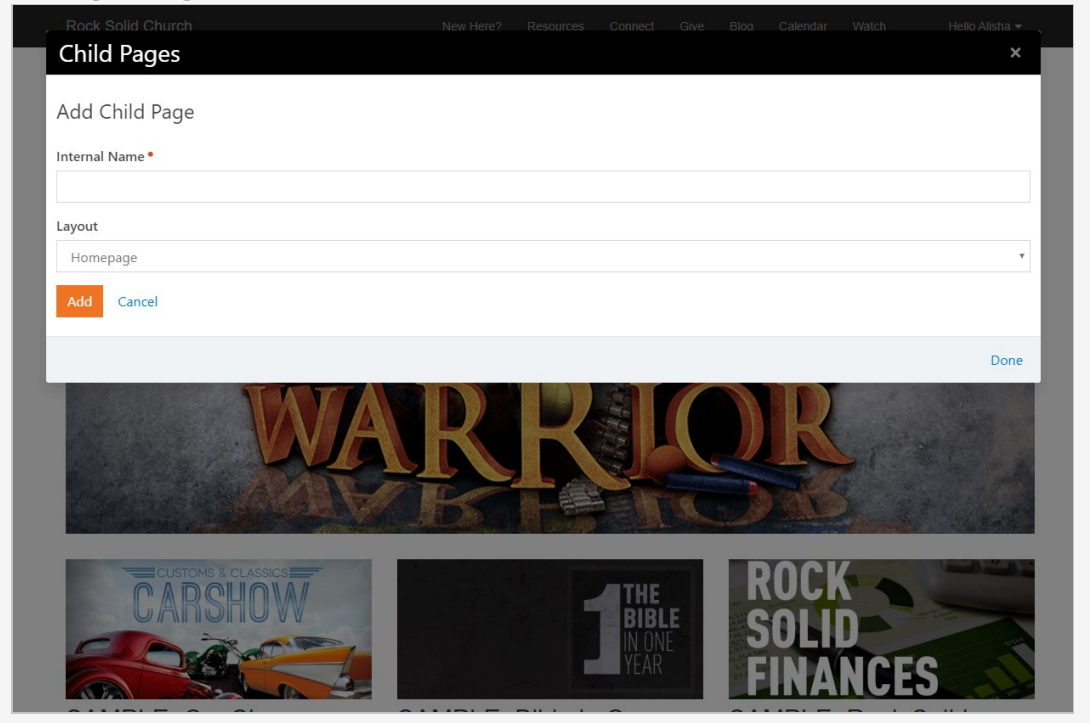 Rock Solid Church New Here? Resources Connect Give Blog Calendar Watch Hello Alisha
Child Pages ×
Add Child Page
Internal Name
Layout
Homepage
Add Cancel
Done
WARRIOR
CUSTOMS & CLASSICS
CARSHOW
1 THE
BIBLE
IN ONE
YEAR
ROCK
SOLID
FINANCES